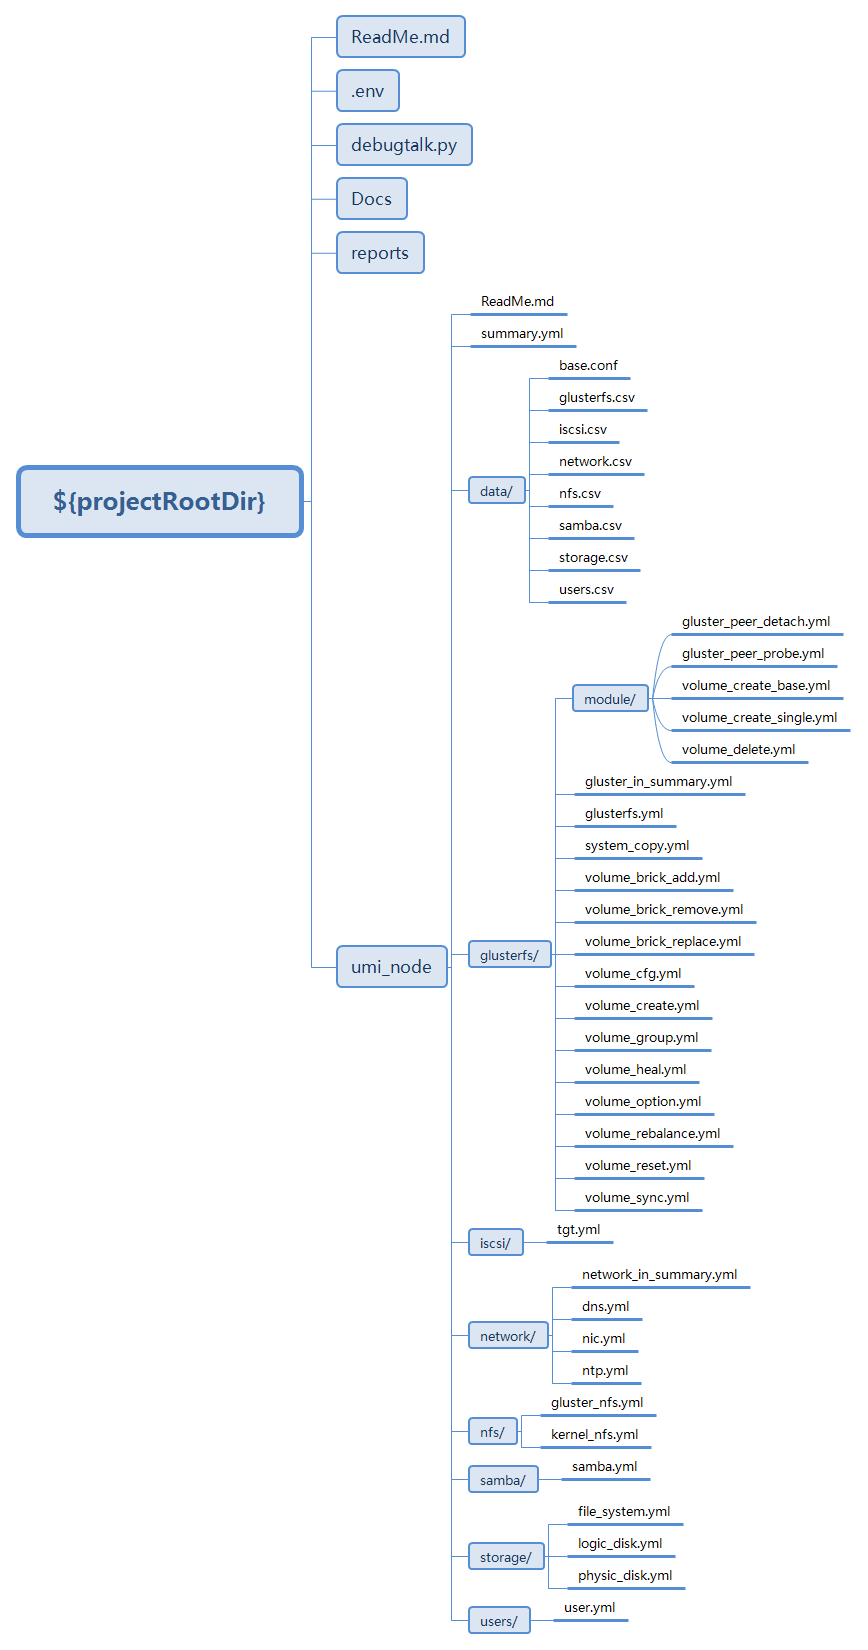 ReadMe.md
.env
debugtalk.py
Docs
reports
ReadMe.md
summary.yml
base.conf
glusterfs.csv
iscsi.csv
network.csv
data/
nfs.csv
${projectRootDir}
samba.csv
storage.csv
users.csv
gluster_peer_detach.yml
gluster_peer_probe.yml
volume_create_base.yml
module/
volume_create_single.yml
volume_delete.yml
gluster_in_summary.yml
glusterfs.yml
system_copy.yml
volume_brick_add.yml
volume_brick_remove.yml
volume_brick_replace.yml
glusterfs/
umi_node
volume_cfg.yml
volume_create.yml
volume_group.yml
volume_heal.yml
volume_option.yml
volume_rebalance.yml
volume_reset.yml
volume_sync.yml
iscsi/
tgt.yml
network_in_summary.yml
dns.yml
network/
nic.yml
ntp.yml
gluster_nfs.yml
nfs/
kernel_nfs.yml
samba/
samba.yml
file_system.yml
logic_disk.yml
storage/
physic_disk.yml
users/
user.yml